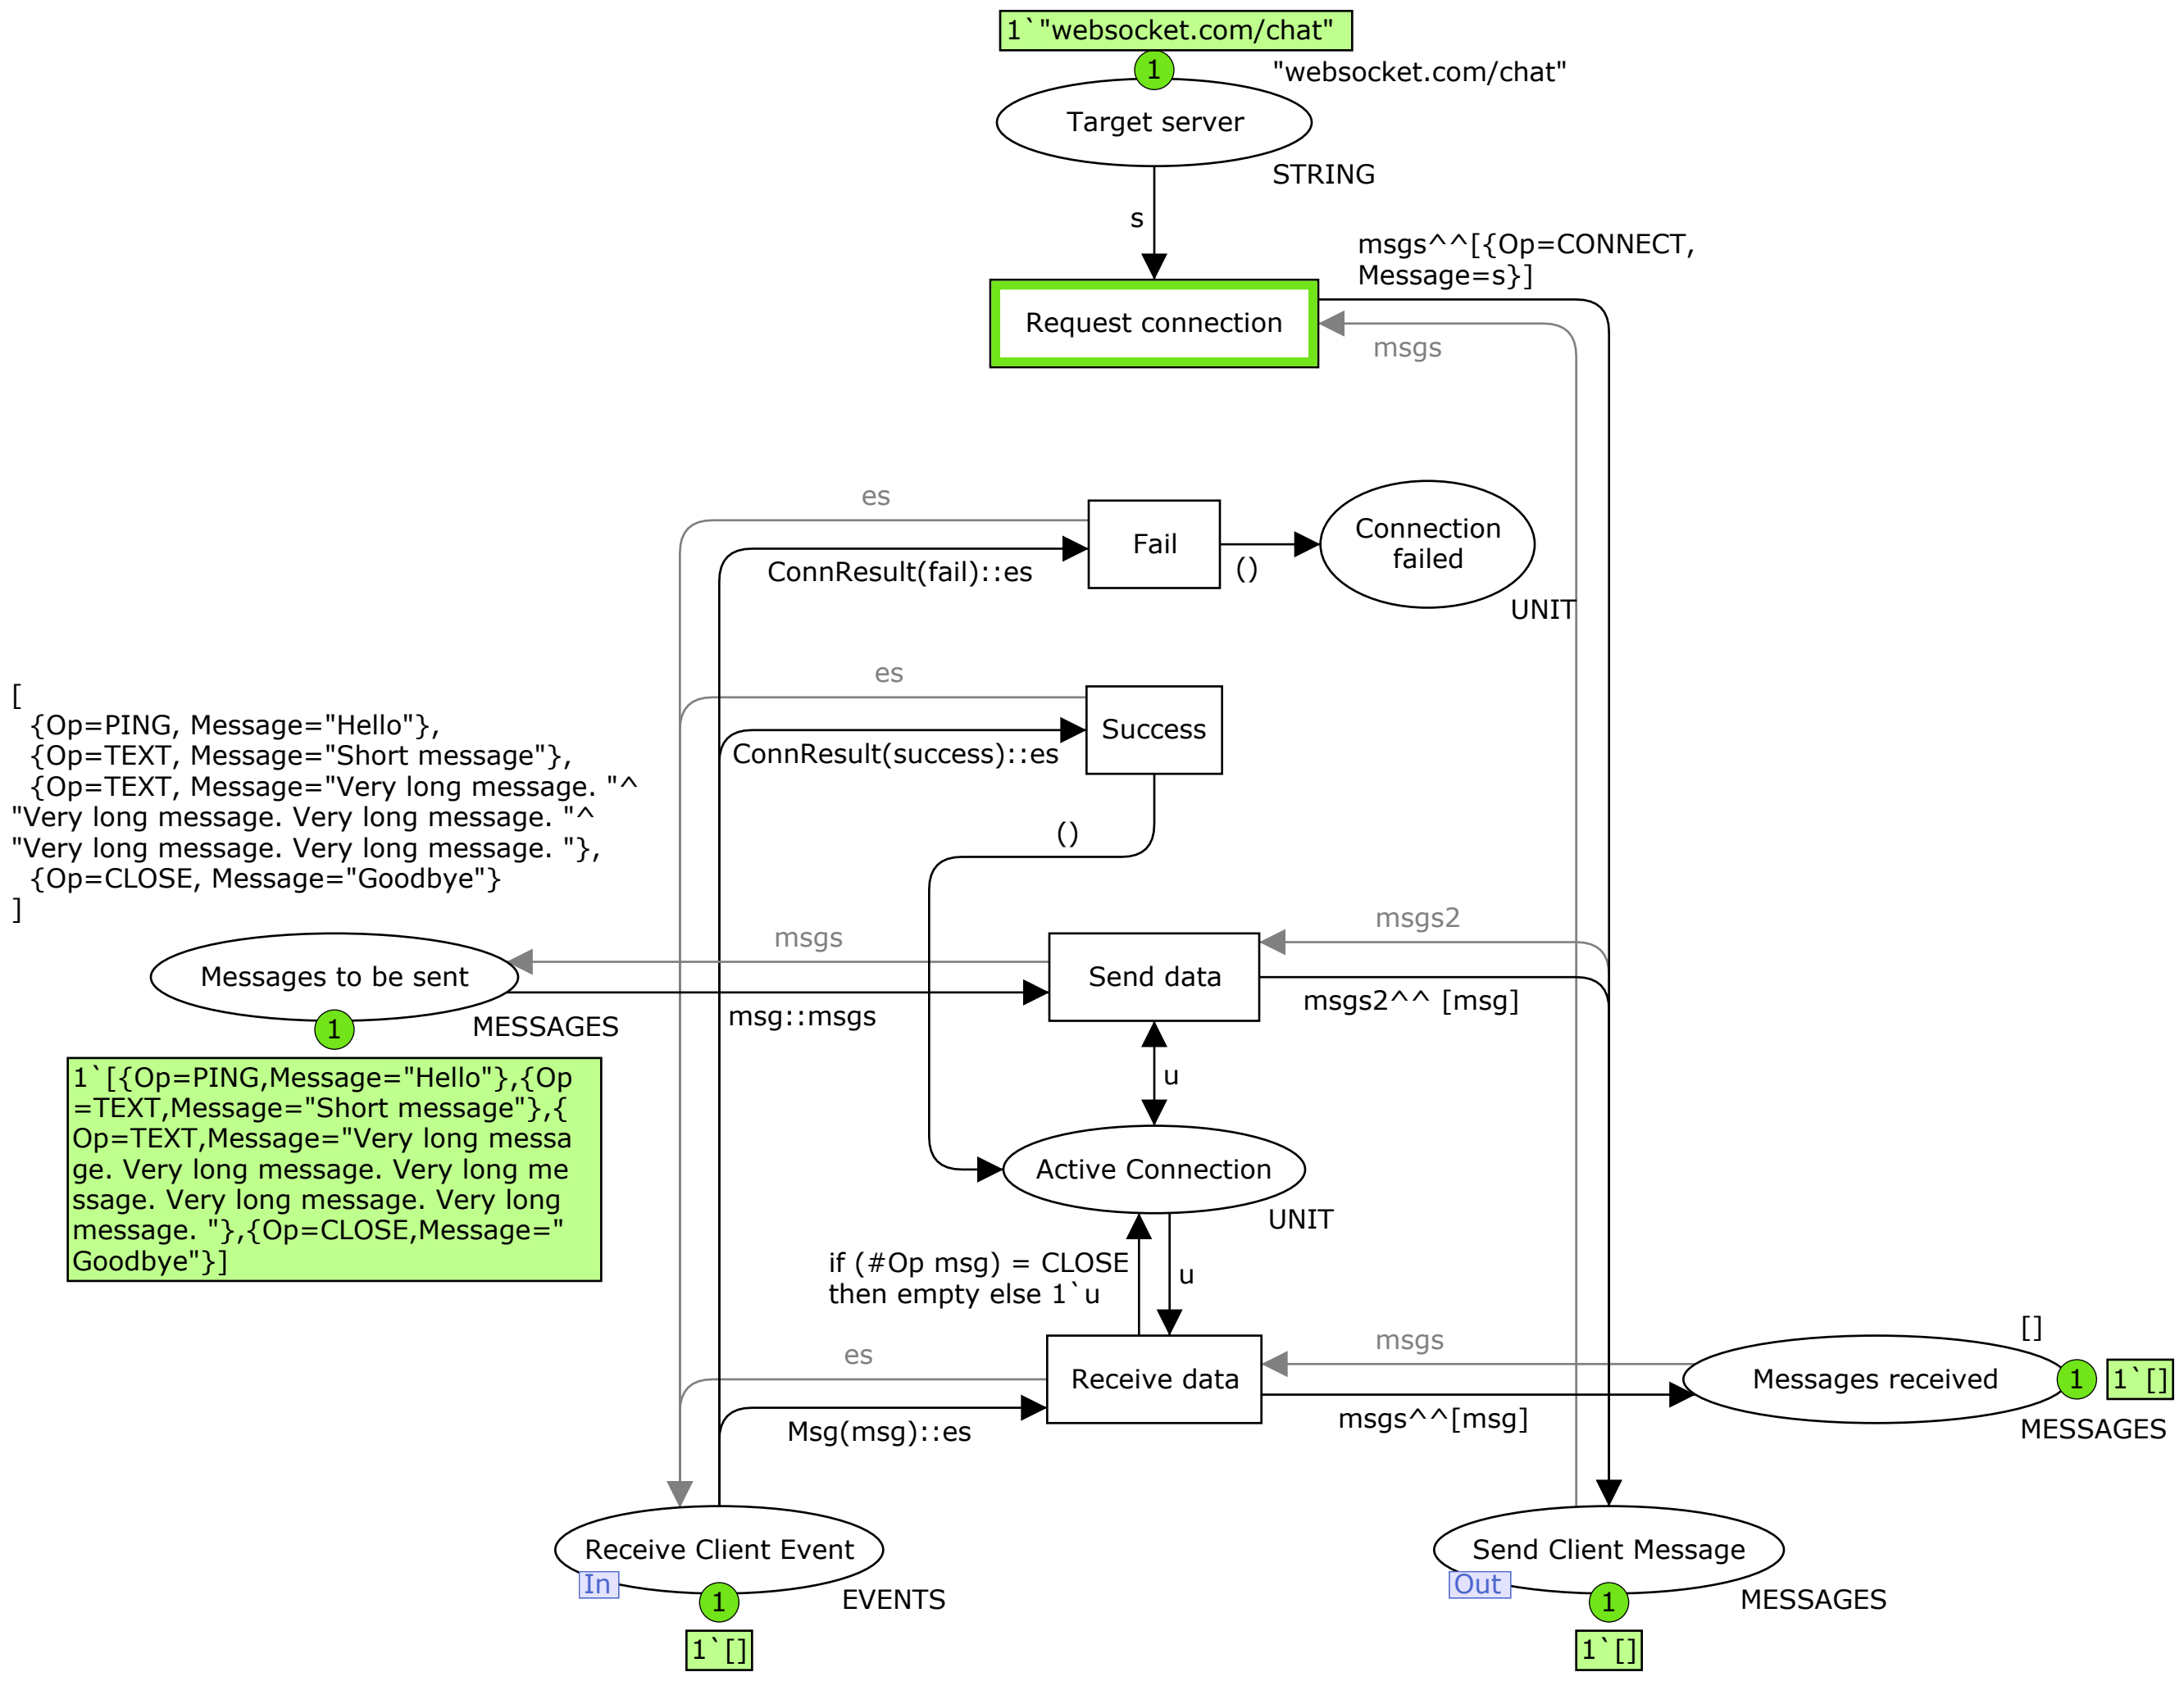 1`"websocket.com/chat"
1
"websocket.com/chat"
Target server
STRING
s
msgs^^[{Op=CONNECT,
Message=s}]
Request connection
msgs
es
Fail
Connection
failed
ConnResult(fail)::es
()
UNIT
es
Success
ConnResult(success)::es
()
[
{Op=PING, Message="Hello"},
{Op=TEXT, Message="Short message"},
{Op=TEXT, Message="Very long message. "^
"Very long message. Very long message. "^
"Very long message. Very long message. "},
{Op=CLOSE, Message="Goodbye"}
]
msgs
msgs2
Messages to be sent
Send data
1
MESSAGES
msg::msgs
msgs2^^ [msg]
1`[{Op=PING,Message="Hello"},{Op
=TEXT,Message="Short message"},{
Op=TEXT,Message="Very long messa
ge. Very long message. Very long me
ssage. Very long message. Very long
message. "},{Op=CLOSE,Message="
Goodbye"}]
u
Active Connection
UNIT
if (#Op msg) = CLOSE
then empty else 1`u
u
es
msgs
[]
Receive data
Messages received
1
1`[]
Msg(msg)::es
msgs^^[msg]
MESSAGES
Receive Client Event
In
1
EVENTS
1`[]
Send Client Message
Out
1
MESSAGES
1`[]